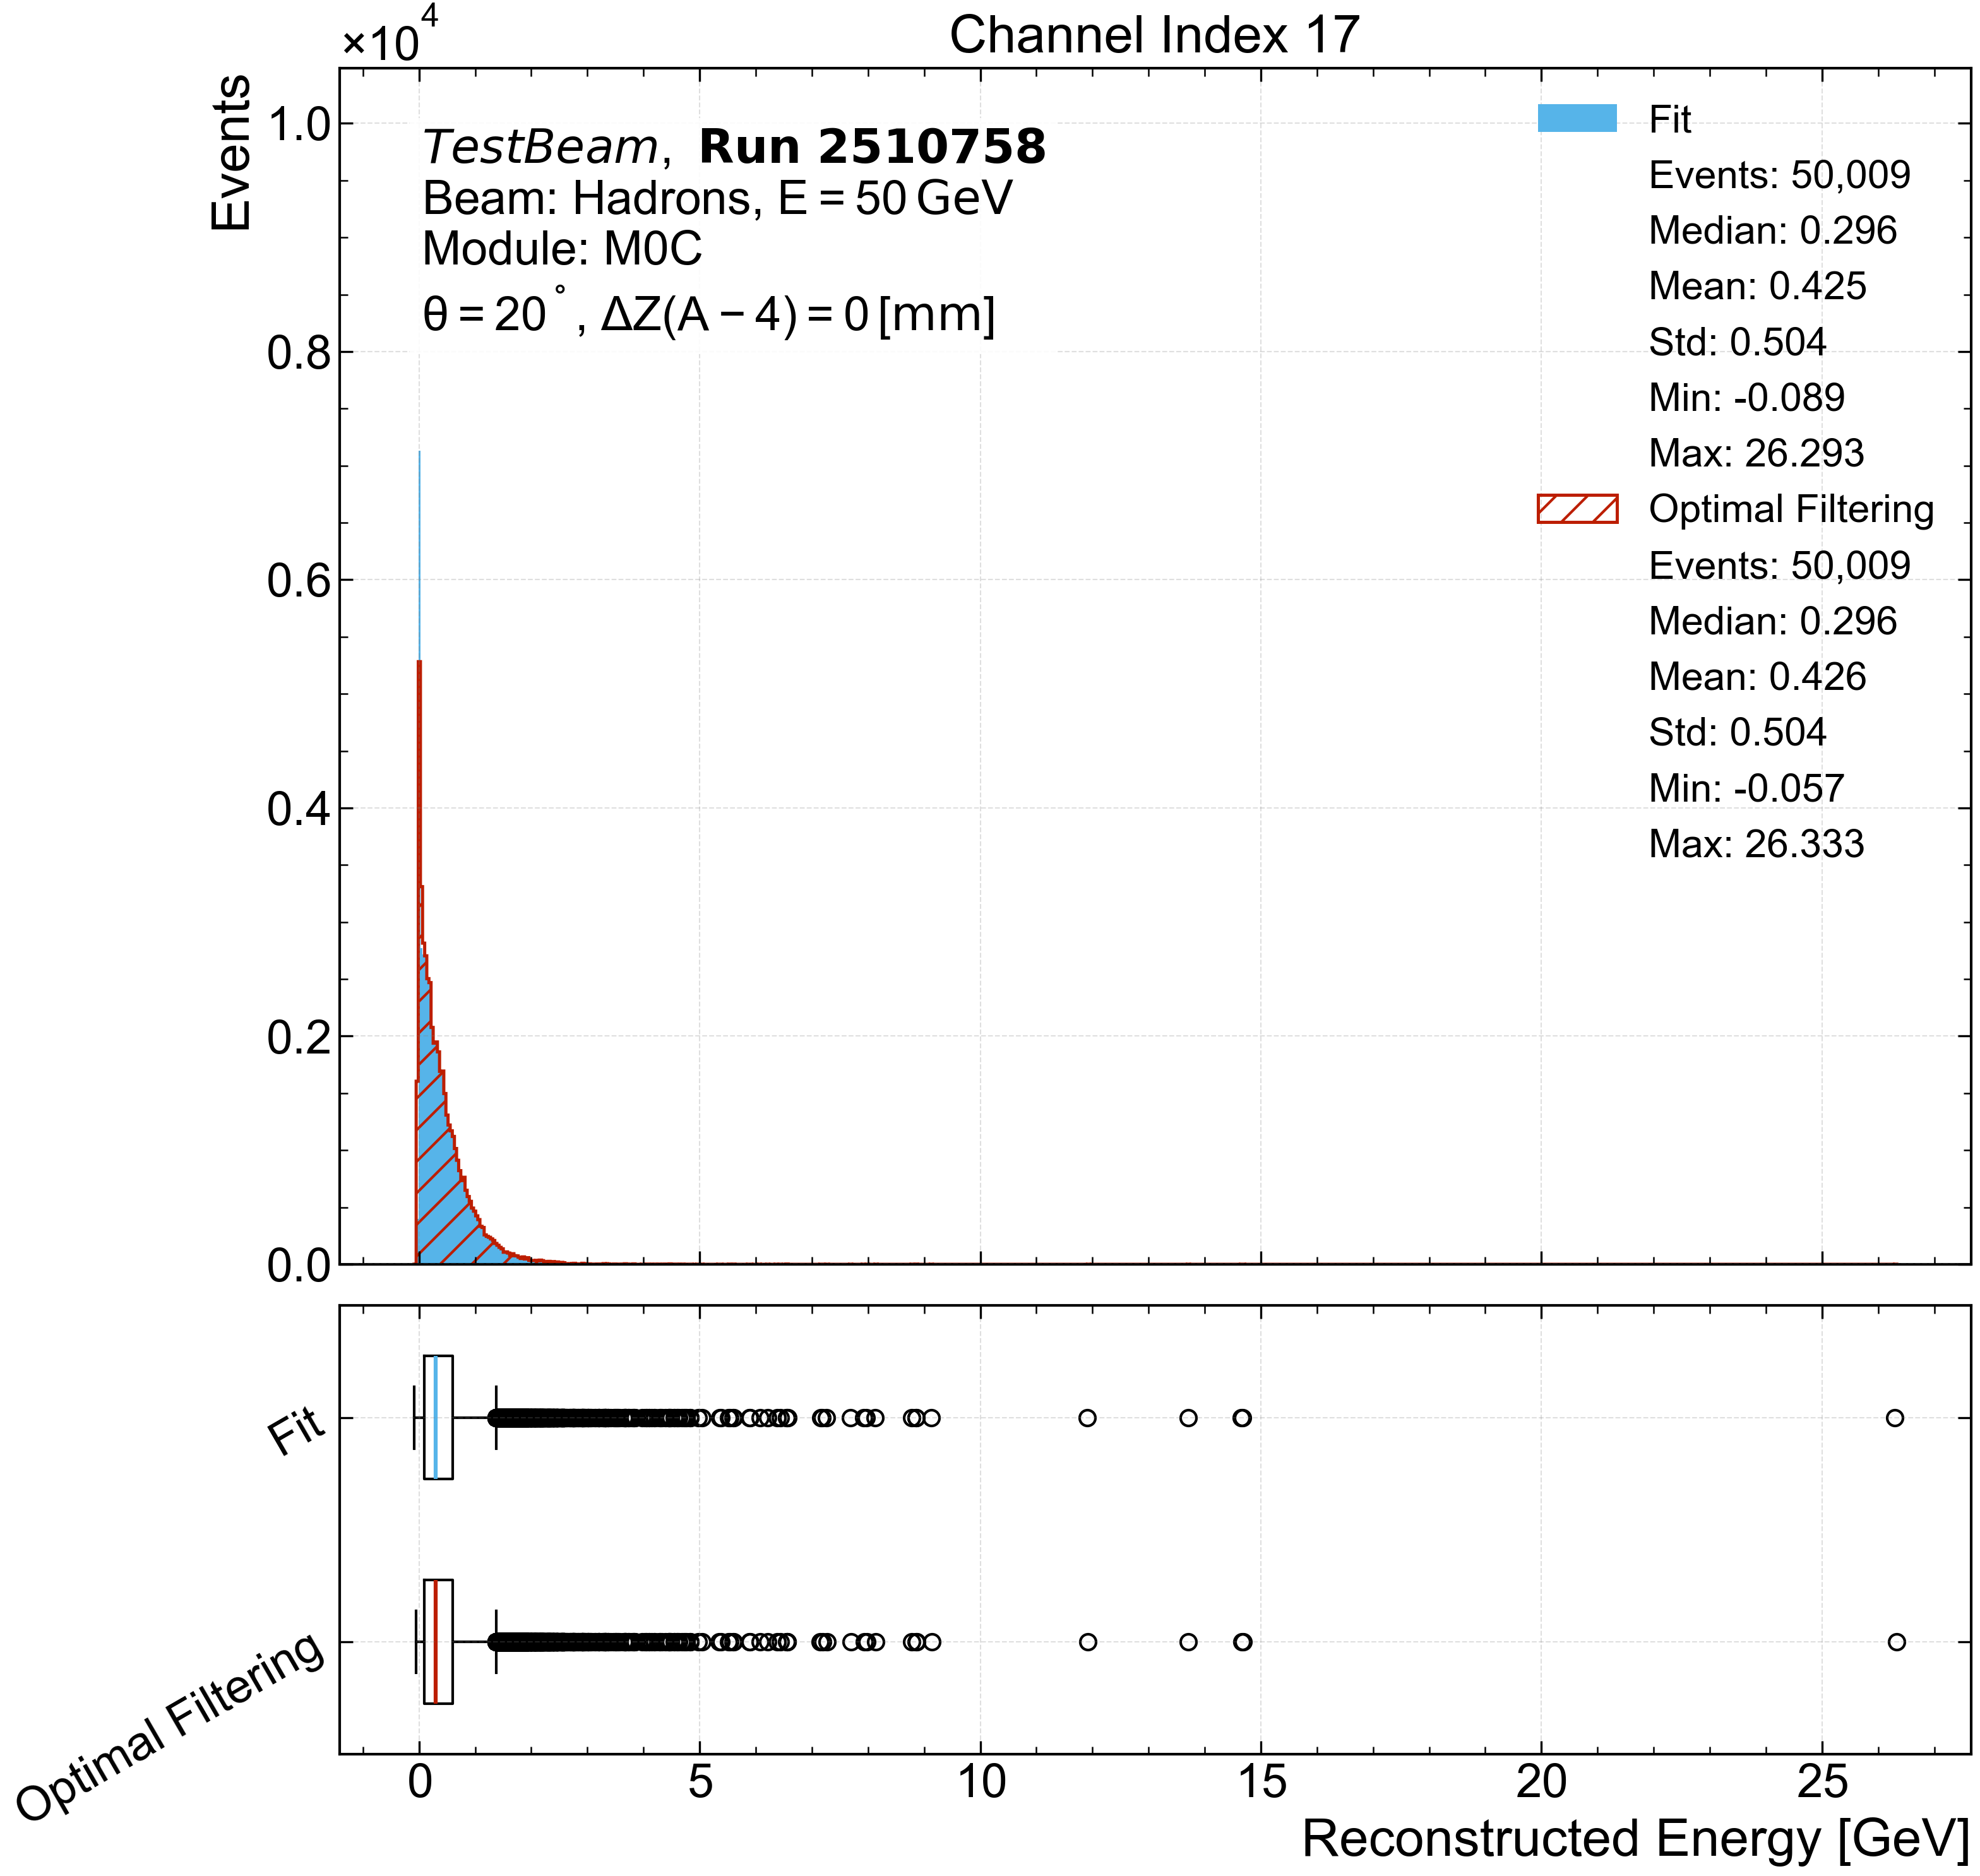 Channel Index 17
×10⁴
Events
1.0
0.8
0.6
0.4
0.2
0.0
TestBeam, Run 2510758
Beam: Hadrons, E = 50 GeV
Module: M0C
θ = 20°, ΔZ(A − 4) = 0 [mm]
Fit
Events: 50,009
Median: 0.296
Mean: 0.425
Std: 0.504
Min: -0.089
Max: 26.293
Optimal Filtering
Events: 50,009
Median: 0.296
Mean: 0.426
Std: 0.504
Min: -0.057
Max: 26.333
Fit
Optimal Filtering
0 5 10 15 20 25
Reconstructed Energy [GeV]